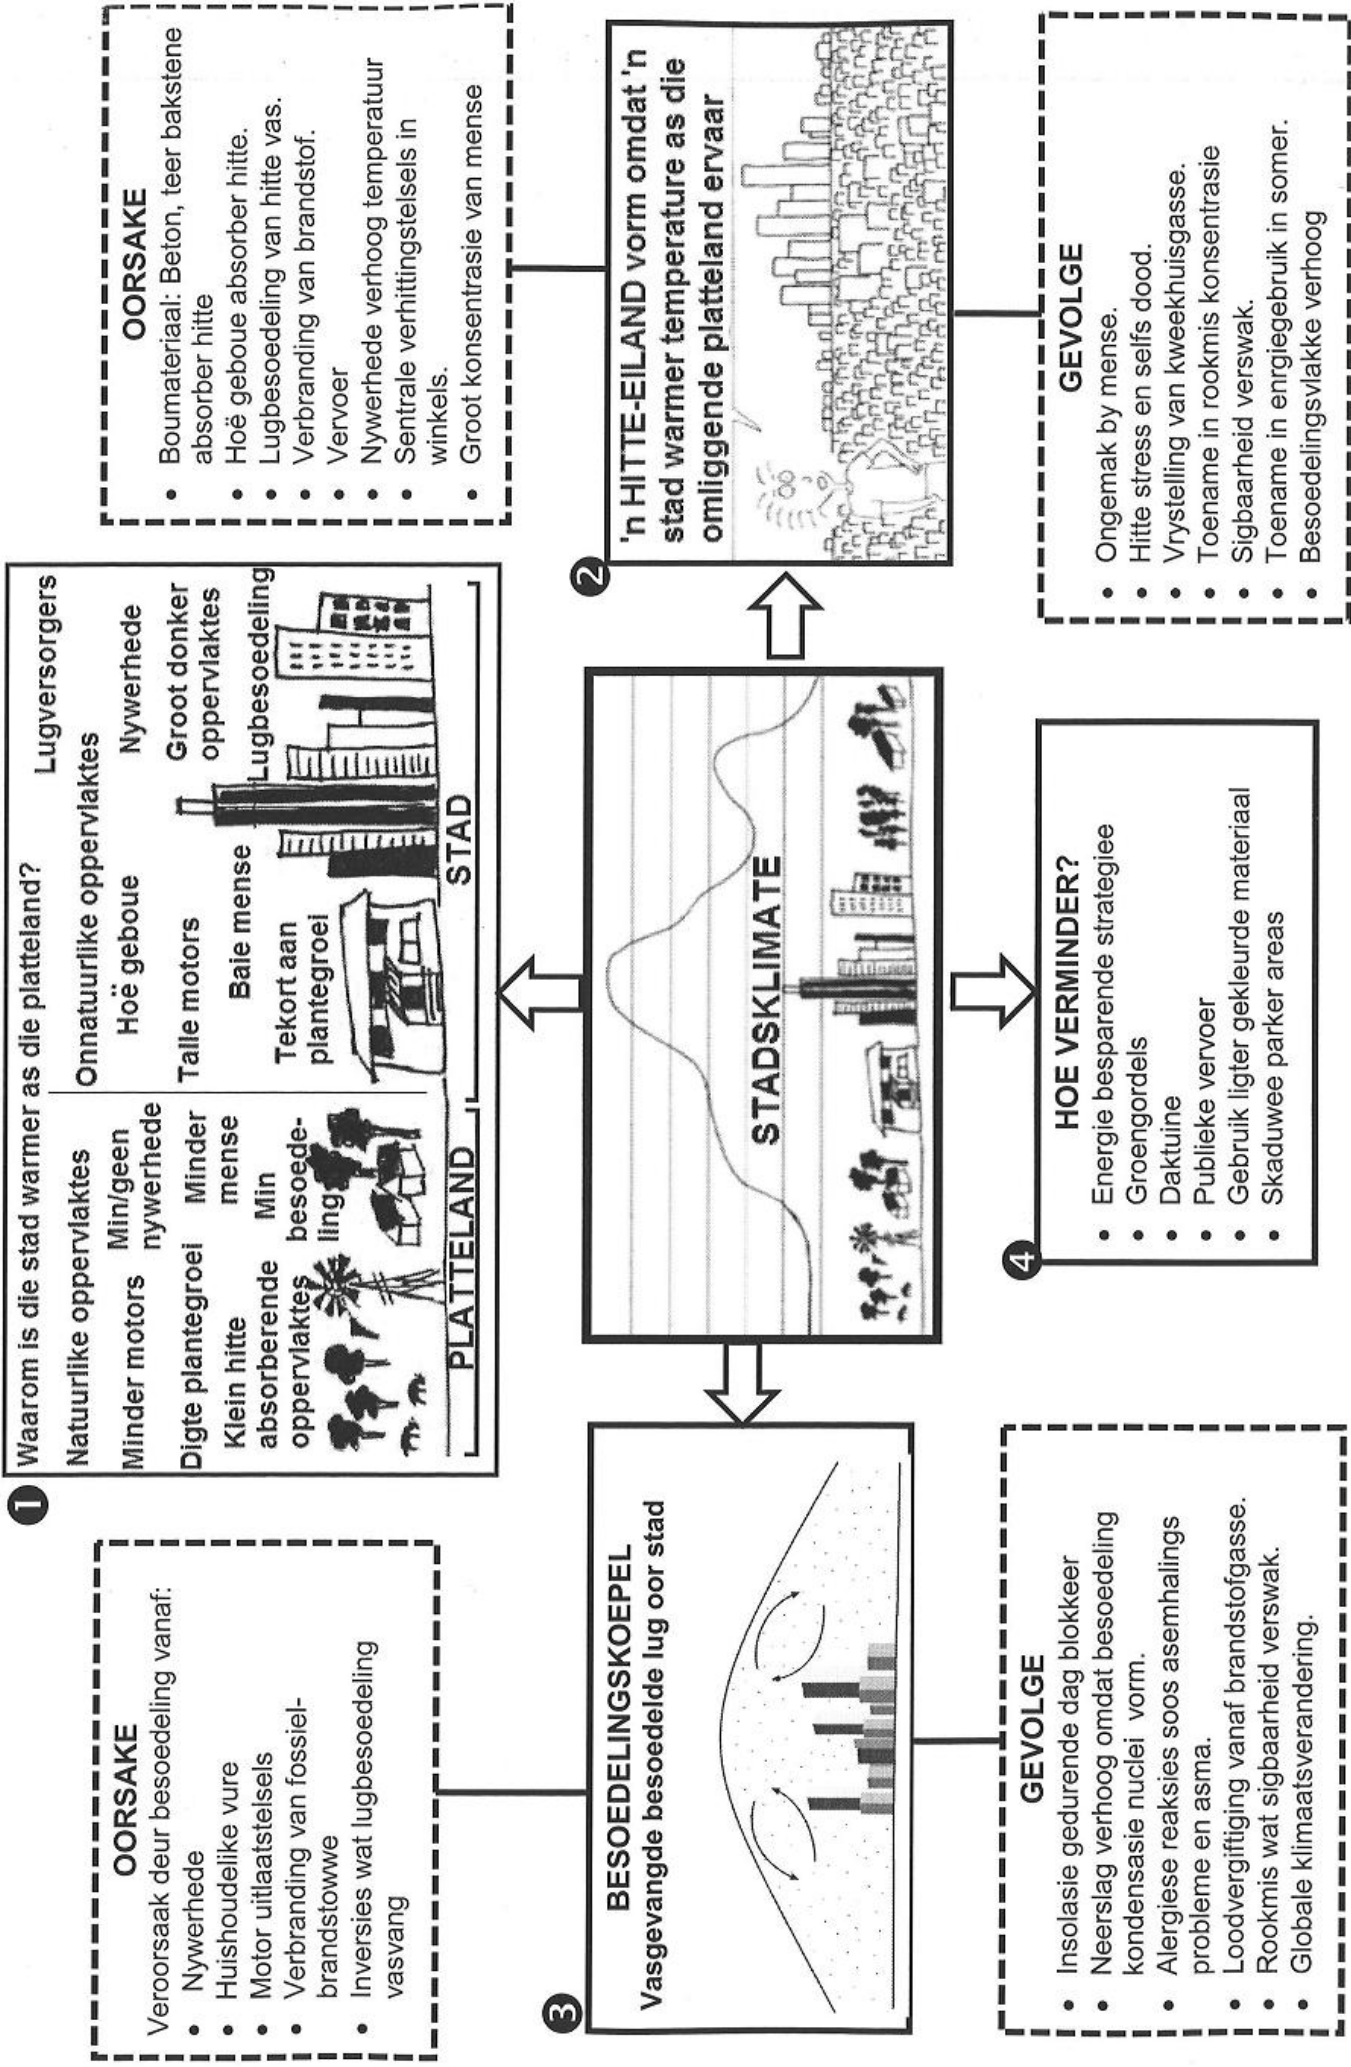 ❶
Waarom is die stad warmer as die platteland?
Natuurlike oppervlaktes
Minder motors
Min/geen
nywerhede
Digte plantegroei
Minder
mense
Klein hitte
absorberende
oppervlaktes
Min
besoede-
ling
PLATTELAND
Lugversorgers
Onnatuurlike oppervlaktes
Hoë geboue
Nywerhede
Talle motors
Groot donker
oppervlaktes
Baie mense
Lugbesoedeling
Tekort aan
plantegroei
STAD
STADSKLIMATE
❷
'n HITTE-EILAND vorm omdat 'n
stad warmer temperature as die
omliggende platteland ervaar
OORSAKE
• Boumateriaal: Beton, teer bakstene
absorber hitte
• Hoë geboue absorber hitte.
• Lugbesoedeling van hitte vas.
• Verbranding van brandstof.
• Vervoer
• Nywerhede verhoog temperatuur
• Sentrale verhittingstelsels in
winkels.
• Groot konsentrasie van mense
GEVOLGE
• Ongemak by mense.
• Hitte stress en selfs dood.
• Vrystelling van kweekhuisgasse.
• Toename in rookmis konsentrasie
• Sigbaarheid verswak.
• Toename in enrgiegebruik in somer.
• Besoedelingsvlakke verhoog
❸
BESOEDELINGSKOEPEL
Vasgevangde besoedelde lug oor stad
OORSAKE
Veroorsaak deur besoedeling vanaf:
• Nywerhede
• Huishoudelike vure
• Motor uitlaatstelsels
• Verbranding van fossiel-
brandstowwe
• Inversies wat lugbesoedeling
vasvang
GEVOLGE
• Insolasie gedurende dag blokkeer
• Neerslag verhoog omdat besoedeling
kondensasie nuclei vorm.
• Alergiese reaksies soos asemhalings
probleme en asma.
• Loodvergiftiging vanaf brandstofgasse.
• Rookmis wat sigbaarheid verswak.
• Globale klimaatsverandering.
❹
HOE VERMINDER?
• Energie besparende strategiee
• Groengordels
• Daktuine
• Publieke vervoer
• Gebruik ligter gekleurde materiaal
• Skaduwee parker areas